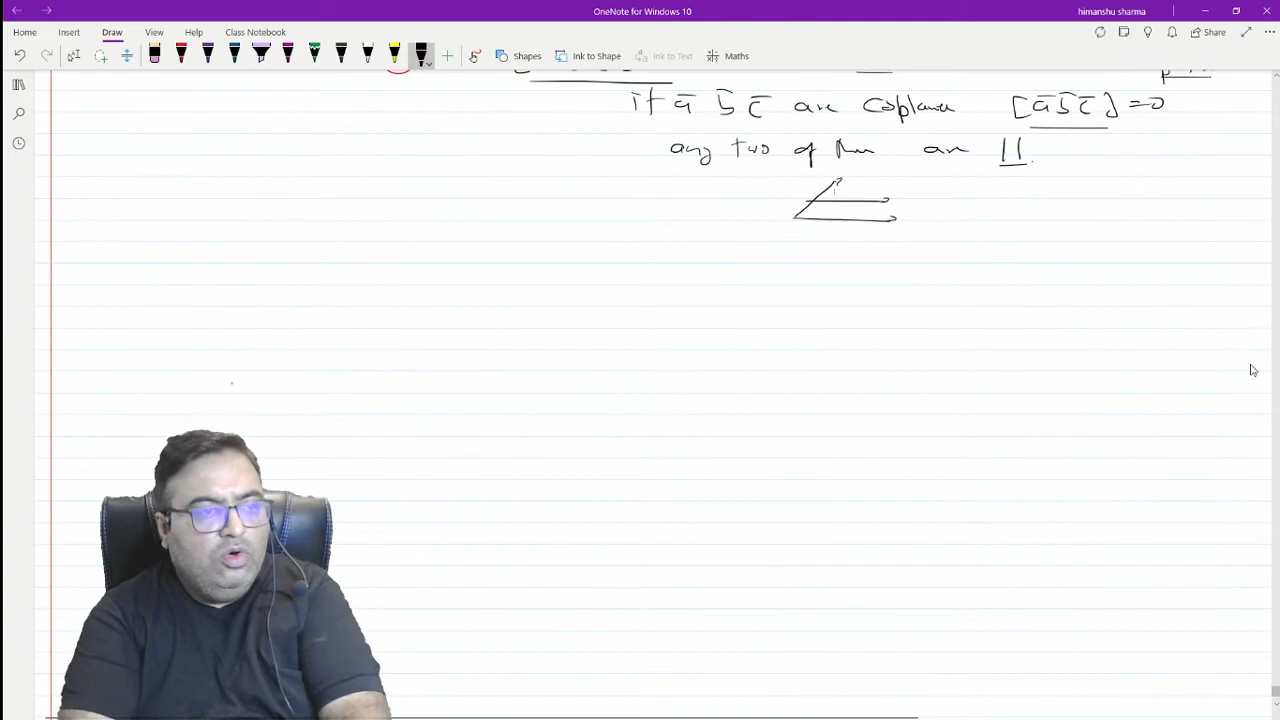 OneNote for Windows 10
himanshu sharma
Home Insert Draw View Help Class Notebook
Share
Shapes Ink to Shape Ink to Text Maths
if a̅ b̅ c̅ are coplanar [a̅ b̅ c̅] = 0
any two of them are ||.